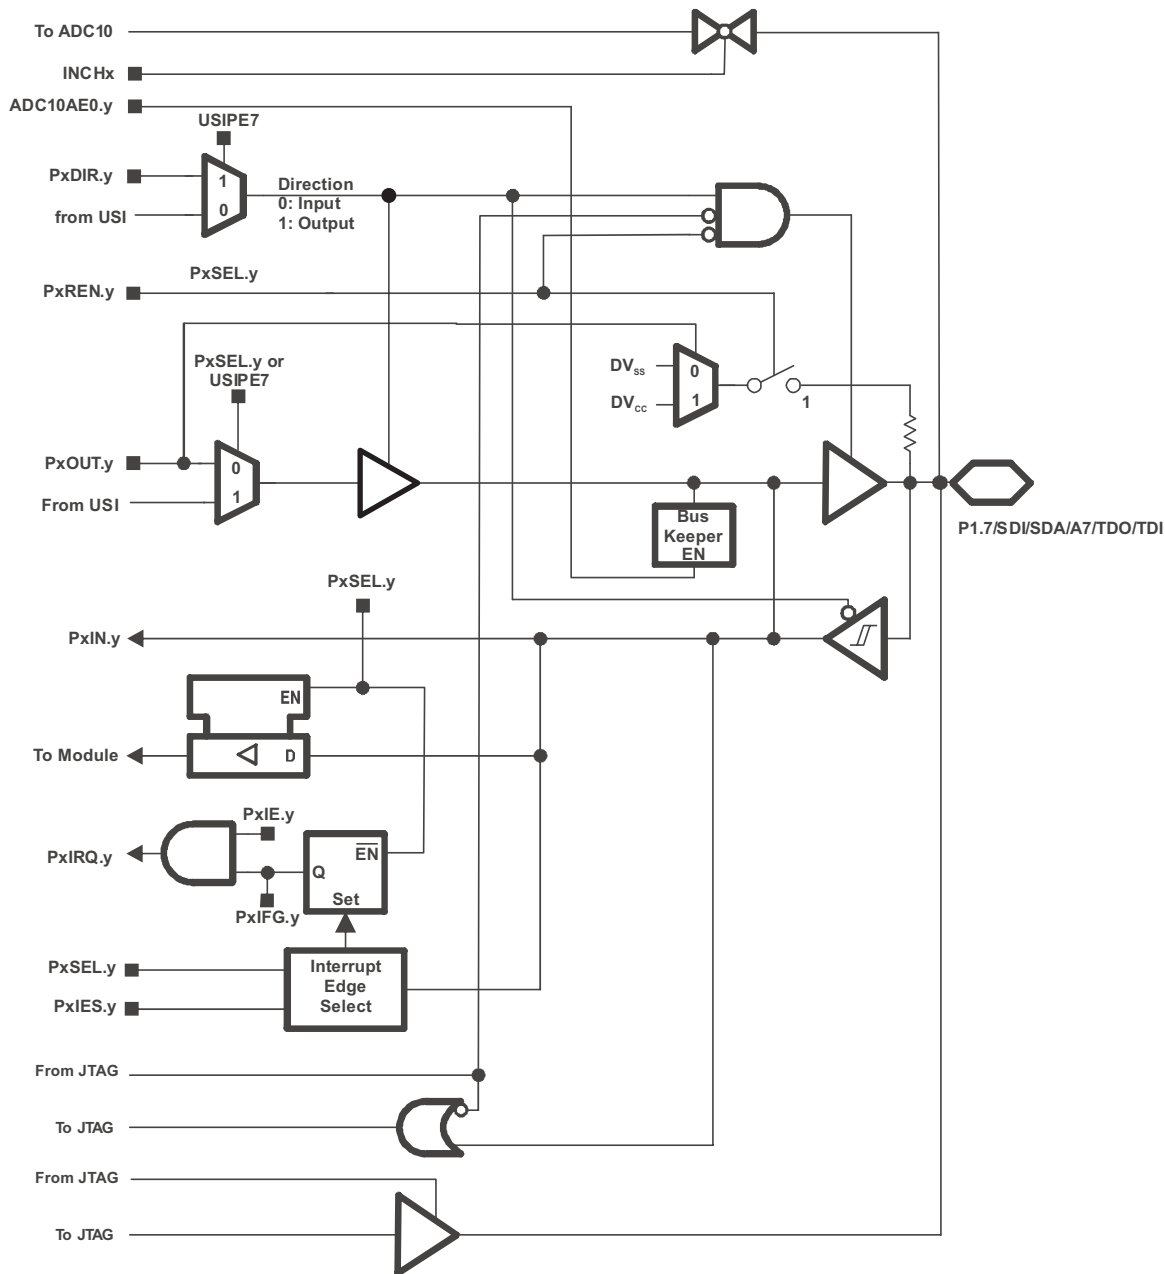 To ADC10
INCHx
ADC10AE0.y
USIPE7
PxDIR.y
1
from USI
0
Direction
0: Input
1: Output
PxSEL.y
PxREN.y
PxSEL.y or
USIPE7
DVSS
0
DVCC
1
1
PxOUT.y
0
From USI
1
Bus
Keeper
EN
P1.7/SDI/SDA/A7/TDO/TDI
PxSEL.y
PxIN.y
EN
To Module
D
PxIE.y
PxIRQ.y
EN
Q
Set
PxIFG.y
PxSEL.y
PxIES.y
Interrupt
Edge
Select
From JTAG
To JTAG
From JTAG
To JTAG